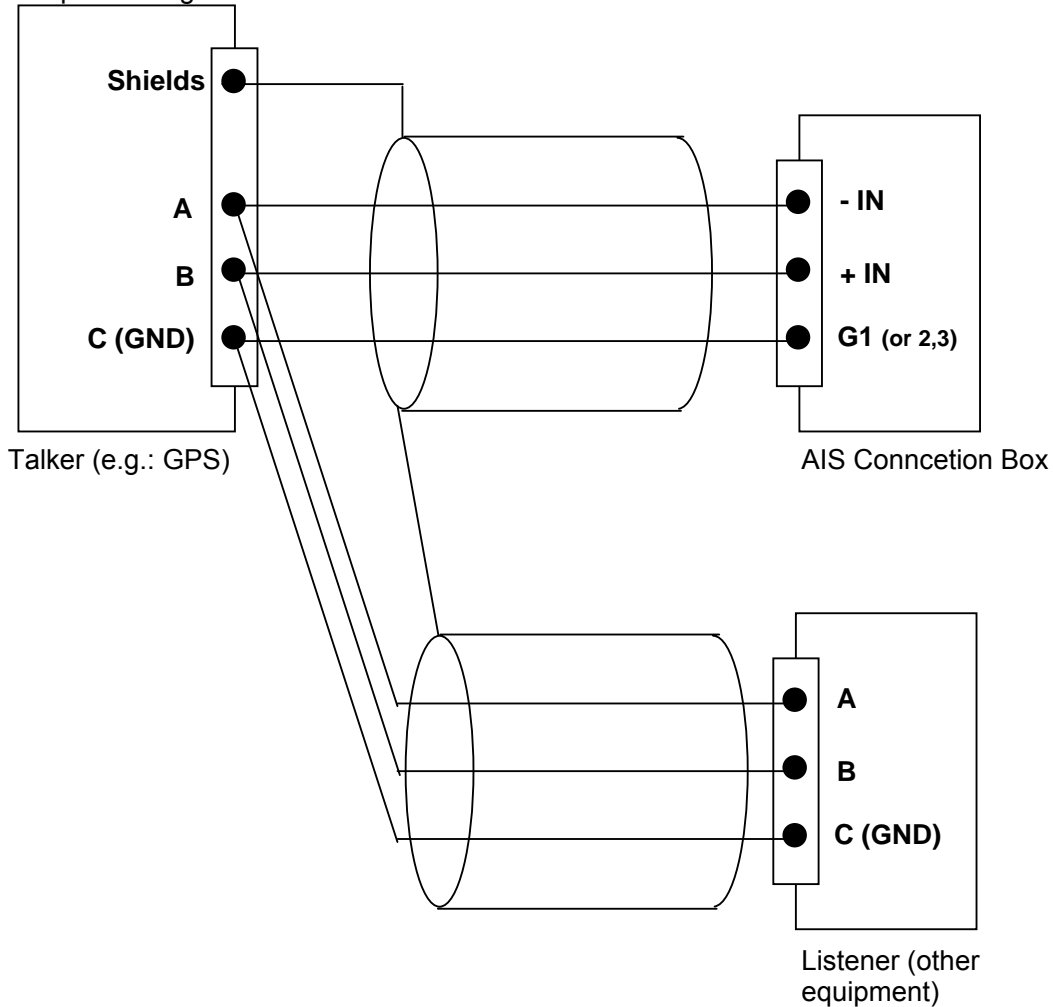 Shields
A
B
C (GND)
- IN
+ IN
G1 (or 2,3)
Talker (e.g.: GPS)
AIS Conncetion Box
A
B
C (GND)
Listener (other
equipment)